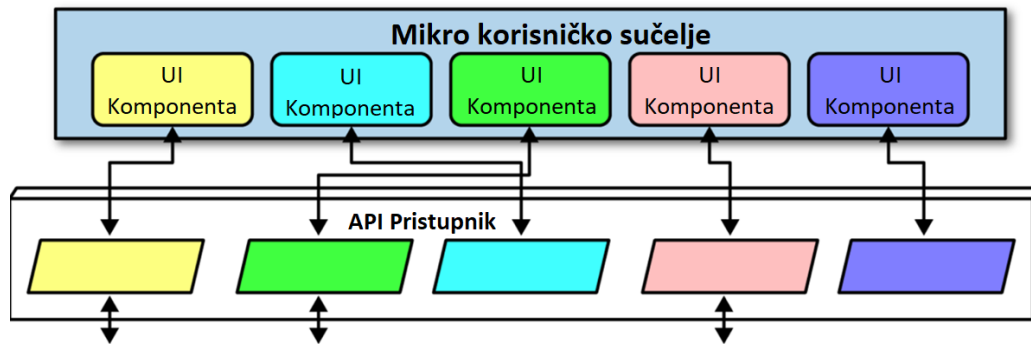 Mikro korisničko sučelje
UI
Komponenta
UI
Komponenta
UI
Komponenta
UI
Komponenta
UI
Komponenta
API Pristupnik